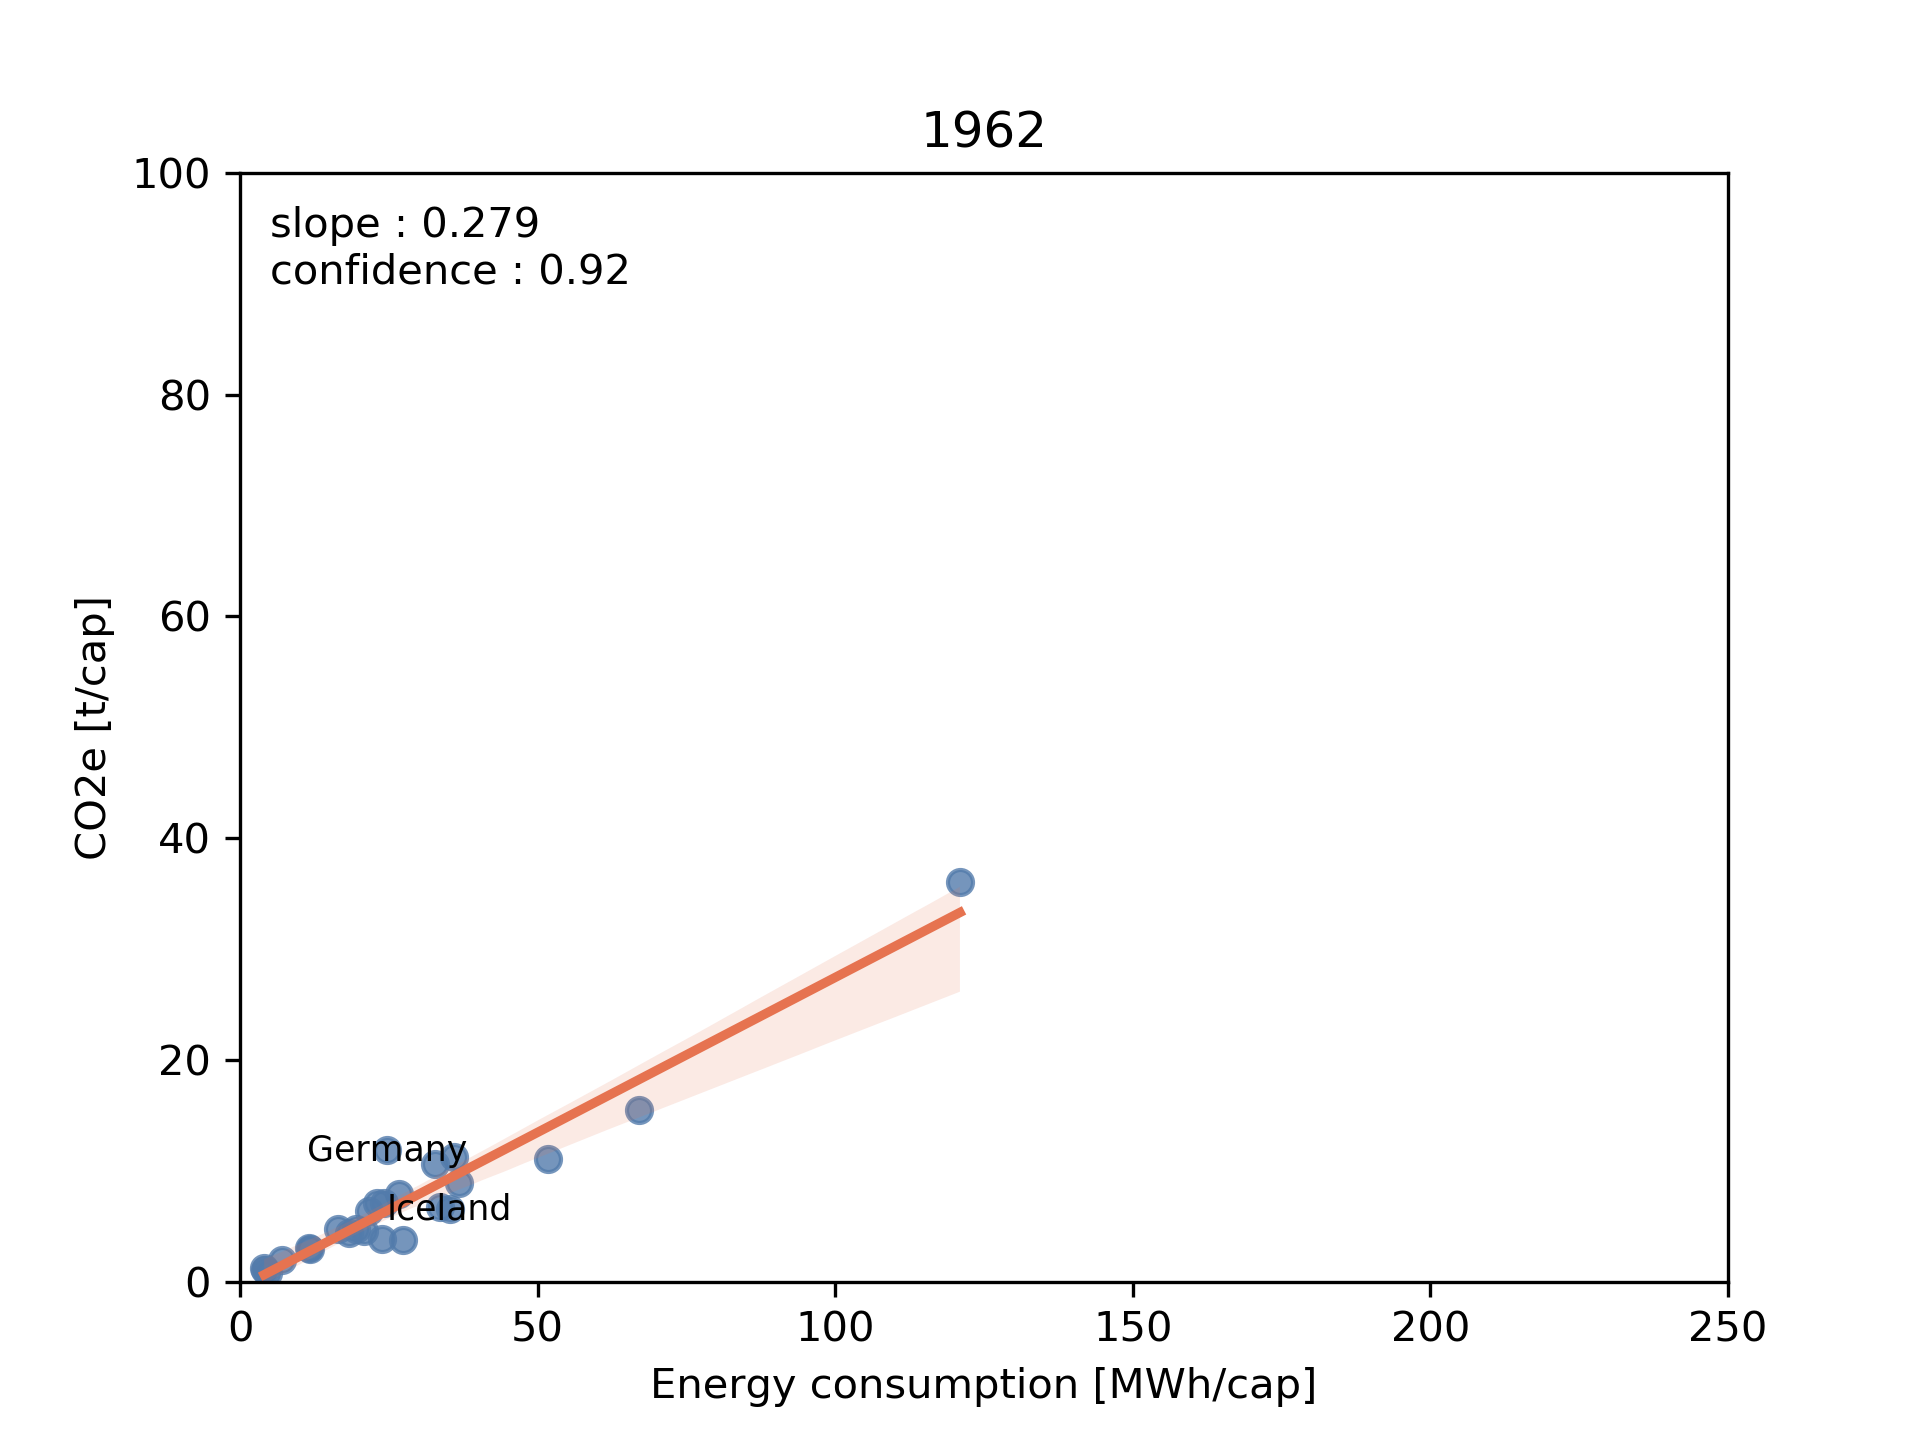 1962
slope : 0.279
confidence : 0.92
100
80
60
40
20
0
CO2e [t/cap]
Germany
Iceland
0 50 100 150 200 250
Energy consumption [MWh/cap]